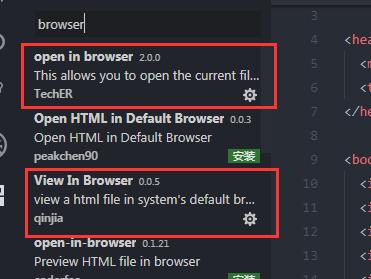 browser
open in browser 2.0.0
This allows you to open the current fil...
TechER
Open HTML in Default Browser 0.0.3
Open HTML in Default Browser
peakchen90 安装
View In Browser 0.0.5
view a html file in system's default br...
qinjia
open-in-browser 0.1.21
Preview HTML file in browser
3
4 <hea
5 <m
6 <t
7 </he
8
9 <bod
10 <i
11 <i
12 <i
13 <i
14 <i